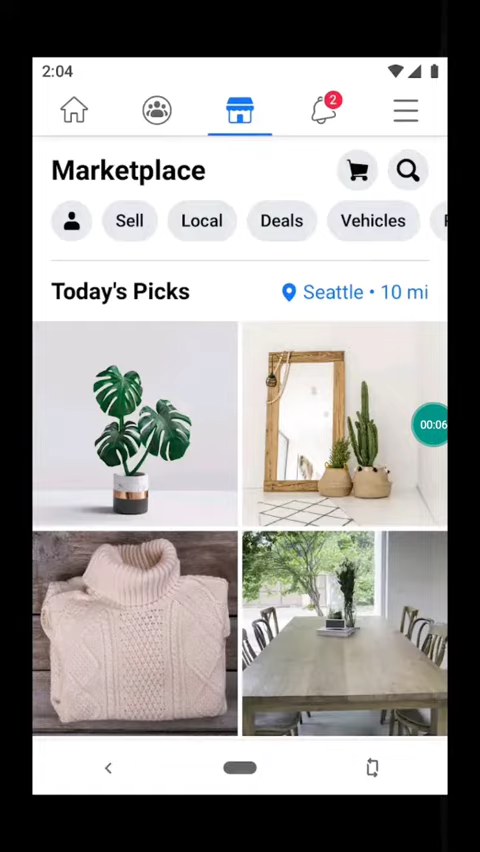 2:04
2
Marketplace
Sell Local Deals Vehicles
Today's Picks Seattle • 10 mi
00:06